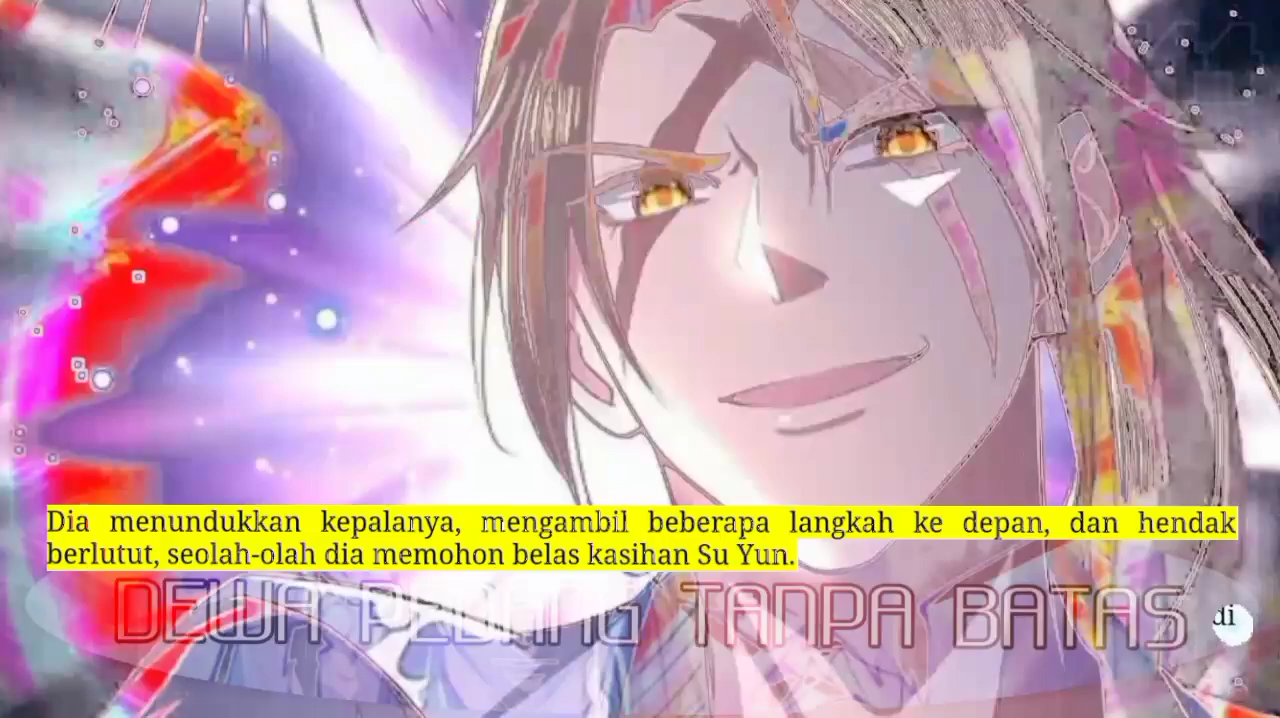 Dia menundukkan kepalanya, mengambil beberapa langkah ke depan, dan hendak
berlutut, seolah-olah dia memohon belas kasihan Su Yun.
DEWA PEDANG TANPA BATAS
di